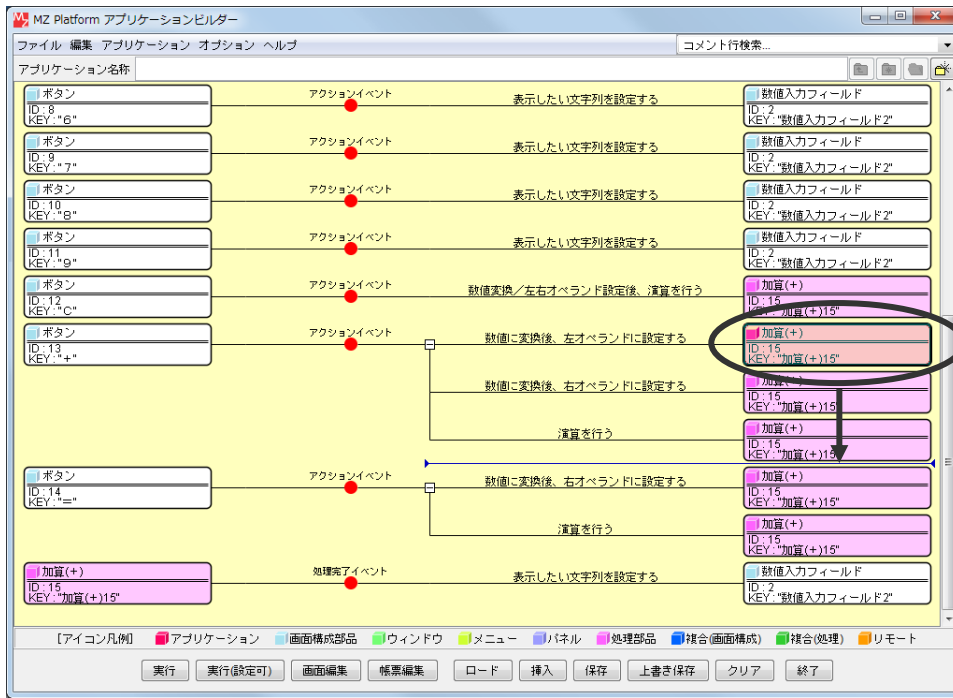 MZ Platform アプリケーションビルダー
ファイル 編集 アプリケーション オプション ヘルプ コメント行検索...
アプリケーション名称
ボタン アクションイベント 表示したい文字列を設定する 数値入力フィールド
ID:8 ID:2
KEY:"6" KEY:"数値入力フィールド2"
ボタン アクションイベント 表示したい文字列を設定する 数値入力フィールド
ID:9 ID:2
KEY:"7" KEY:"数値入力フィールド2"
ボタン アクションイベント 表示したい文字列を設定する 数値入力フィールド
ID:10 ID:2
KEY:"8" KEY:"数値入力フィールド2"
ボタン アクションイベント 表示したい文字列を設定する 数値入力フィールド
ID:11 ID:2
KEY:"9" KEY:"数値入力フィールド2"
ボタン アクションイベント 数値変換／左右オペランド設定後、演算を行う 加算(+)
ID:12 ID:15
KEY:"C" KEY:"加算(+)15"
ボタン アクションイベント 数値に変換後、左オペランドに設定する 加算(+)
ID:13 ID:15
KEY:"+" KEY:"加算(+)15"
数値に変換後、右オペランドに設定する 加算(+)
ID:15
KEY:"加算(+)15"
演算を行う 加算(+)
ID:15
KEY:"加算(+)15"
ボタン アクションイベント 数値に変換後、右オペランドに設定する 加算(+)
ID:14 ID:15
KEY:"=" KEY:"加算(+)15"
演算を行う 加算(+)
ID:15
KEY:"加算(+)15"
加算(+) 処理完了イベント 表示したい文字列を設定する 数値入力フィールド
ID:15 ID:2
KEY:"加算(+)15" KEY:"数値入力フィールド2"
[アイコン凡例] アプリケーション 画面構成部品 ウィンドウ メニュー パネル 処理部品 複合(画面構成) 複合(処理) リモート
実行 実行(設定可) 画面編集 帳票編集 ロード 挿入 保存 上書き保存 クリア 終了